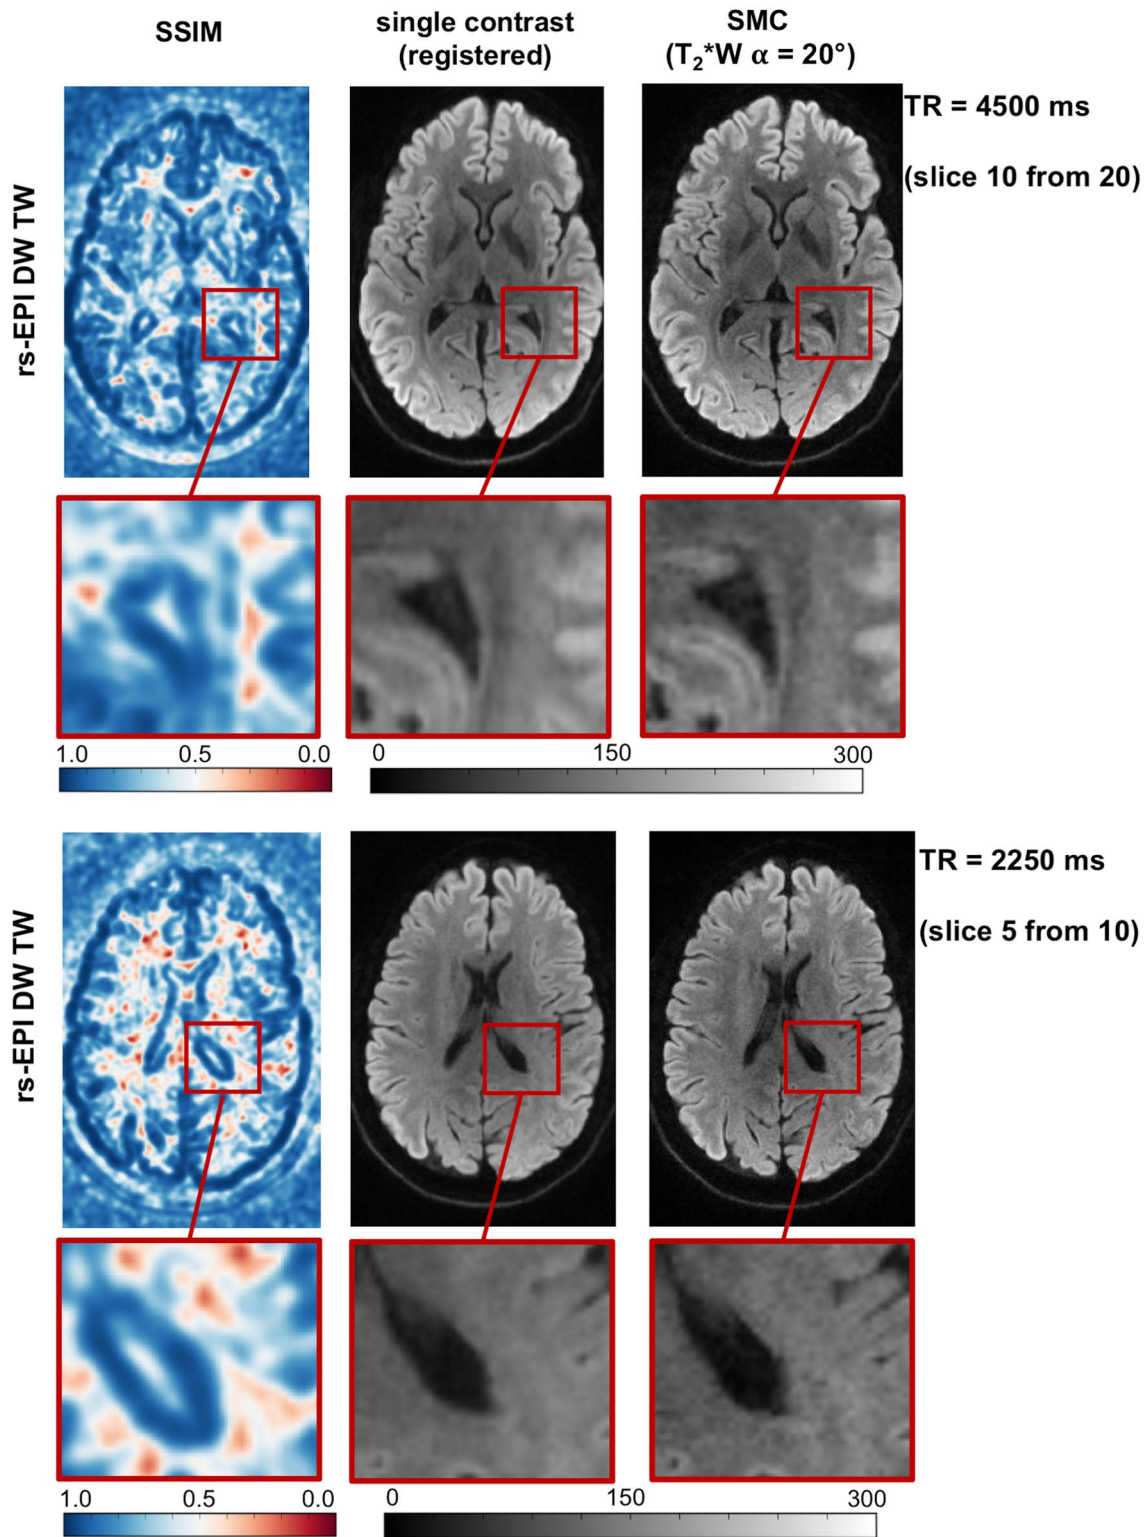 SSIM
single contrast
(registered)
SMC
(T₂*W α = 20°)
TR = 4500 ms
(slice 10 from 20)
rs-EPI DW TW
1.0 0.5 0.0
0 150 300
TR = 2250 ms
(slice 5 from 10)
rs-EPI DW TW
1.0 0.5 0.0
0 150 300